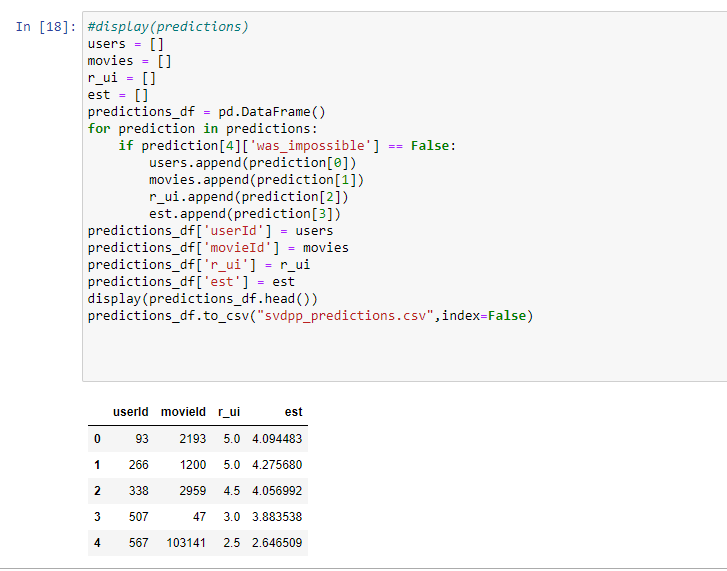 In [18]: #display(predictions)
users = []
movies = []
r_ui = []
est = []
predictions_df = pd.DataFrame()
for prediction in predictions:
    if prediction[4]['was_impossible'] == False:
        users.append(prediction[0])
        movies.append(prediction[1])
        r_ui.append(prediction[2])
        est.append(prediction[3])
predictions_df['userId'] = users
predictions_df['movieId'] = movies
predictions_df['r_ui'] = r_ui
predictions_df['est'] = est
display(predictions_df.head())
predictions_df.to_csv("svdpp_predictions.csv",index=False)
userId movieId r_ui est
0 93 2193 5.0 4.094483
1 266 1200 5.0 4.275680
2 338 2959 4.5 4.056992
3 507 47 3.0 3.883538
4 567 103141 2.5 2.646509